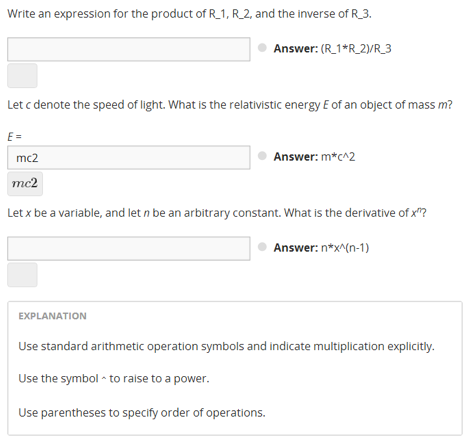 Write an expression for the product of R_1, R_2, and the inverse of R_3.
Answer: (R_1*R_2)/R_3
Let c denote the speed of light. What is the relativistic energy E of an object of mass m?
E =
mc2
Answer: m*c^2
mc2
Let x be a variable, and let n be an arbitrary constant. What is the derivative of xⁿ?
Answer: n*x^(n-1)
EXPLANATION
Use standard arithmetic operation symbols and indicate multiplication explicitly.
Use the symbol ^ to raise to a power.
Use parentheses to specify order of operations.